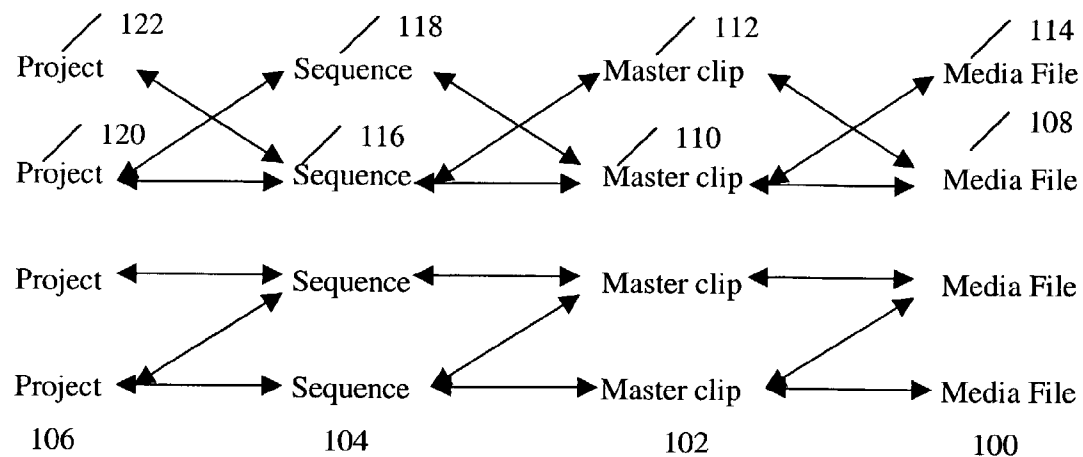 122 118 112 114
Project Sequence Master clip Media File
120 116 110 108
Project Sequence Master clip Media File
Project Sequence Master clip Media File
Project Sequence Master clip Media File
106 104 102 100